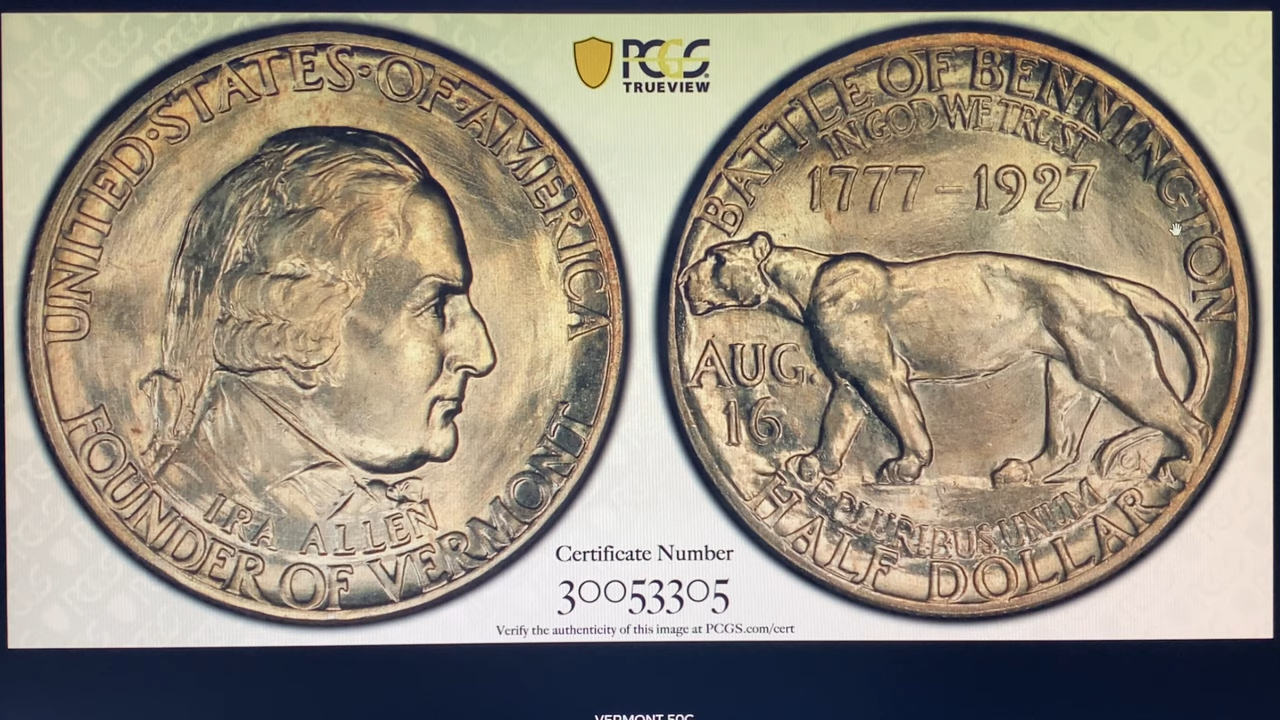 PCGS
TRUEVIEW
UNITED·STATES·OF·AMERICA
IRA ALLEN
FOUNDER OF VERMONT
BATTLE OF BENNINGTON
IN GOD WE TRUST
1777-1927
AUG.
16
E PLURIBUS UNUM
HALF DOLLAR
Certificate Number
30053305
Verify the authenticity of this image at PCGS.com/cert
VERMONT 50C